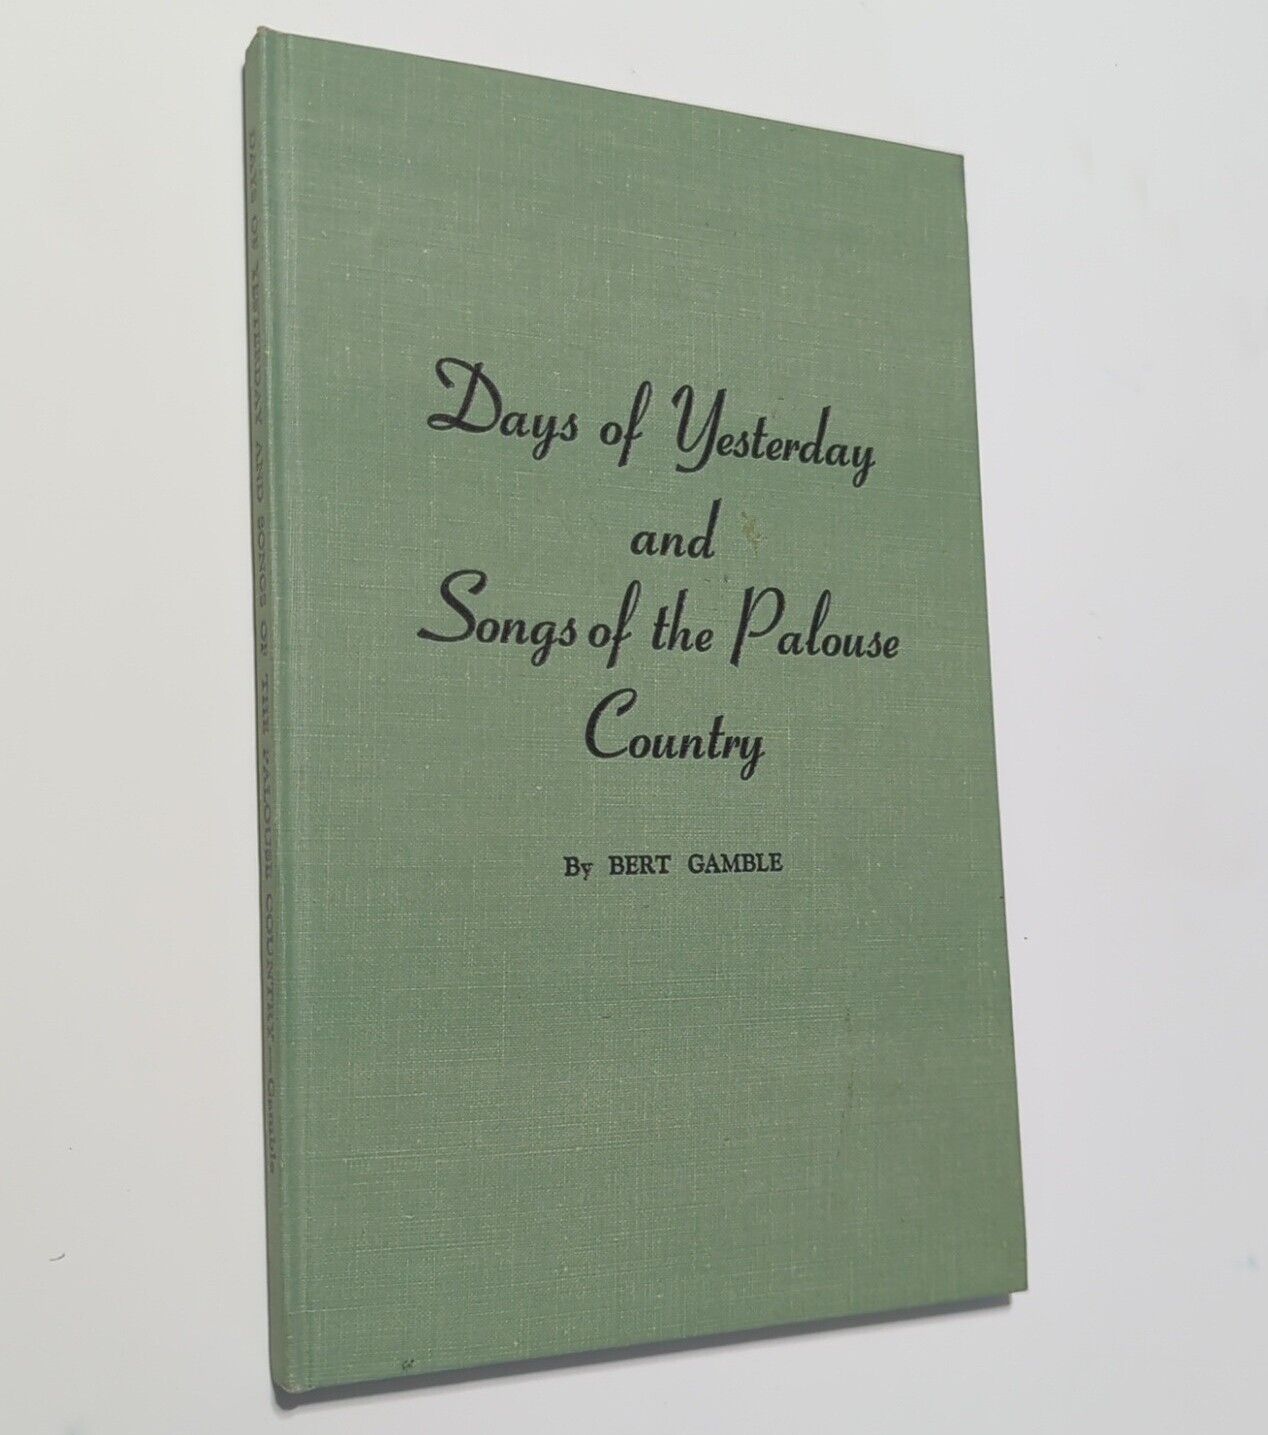 Days of Yesterday
and
Songs of the Palouse
Country
By BERT GAMBLE
DAYS OF YESTERDAY AND SONGS OF THE PALOUSE COUNTRY—Gamble